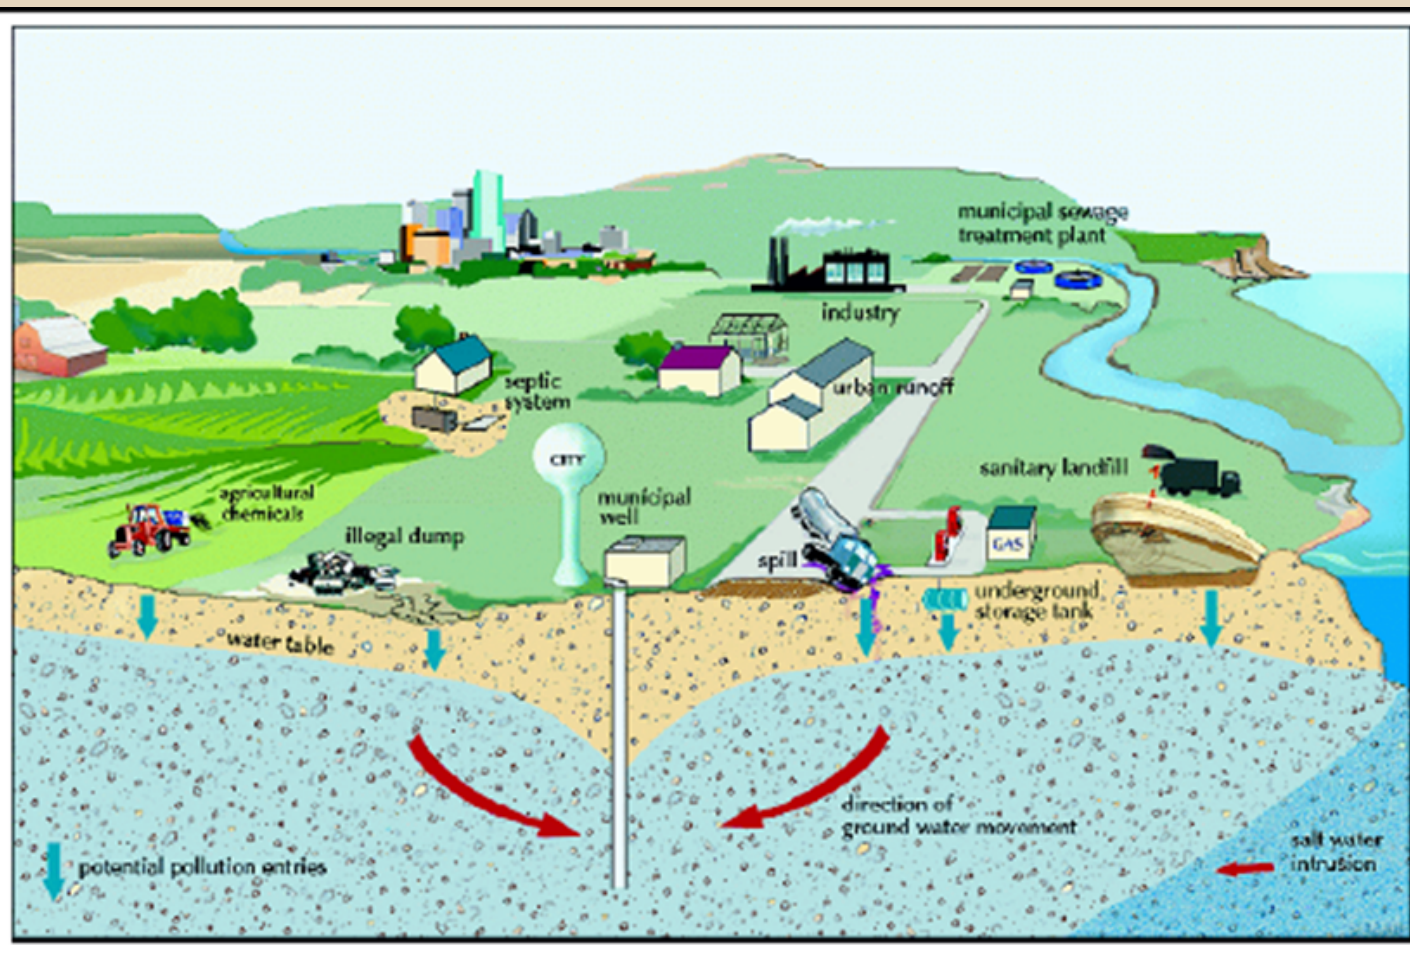 municipal sewage
treatment plant
industry
septic
system
urban runoff
CITY
sanitary landfill
agricultural
chemicals
municipal
well
illegal dump
GAS
spill
underground
storage tank
water table
direction of
ground water movement
salt water
intrusion
potential pollution entries